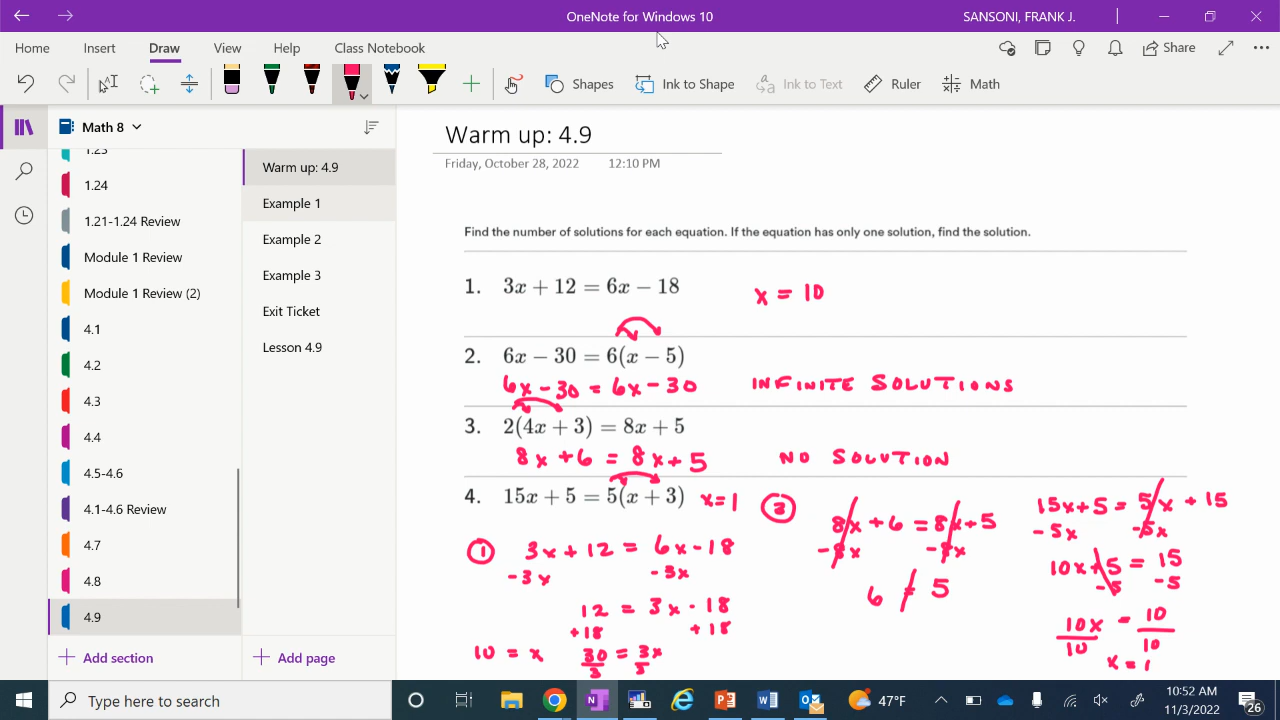 OneNote for Windows 10
SANSONI, FRANK J.
Home Insert Draw View Help Class Notebook Share
Shapes Ink to Shape Ink to Text Ruler Math
Math 8
1.23
1.24
1.21-1.24 Review
Module 1 Review
Module 1 Review (2)
4.1
4.2
4.3
4.4
4.5-4.6
4.1-4.6 Review
4.7
4.8
4.9
Add section
Warm up: 4.9
Example 1
Example 2
Example 3
Exit Ticket
Lesson 4.9
Add page
Warm up: 4.9
Friday, October 28, 2022 12:10 PM
Find the number of solutions for each equation. If the equation has only one solution, find the solution.
1. 3x + 12 = 6x − 18 x = 10
2. 6x − 30 = 6(x − 5)
6x - 30 = 6x - 30 INFINITE SOLUTIONS
3. 2(4x + 3) = 8x + 5
8x + 6 = 8x + 5 NO SOLUTION
4. 15x + 5 = 5(x + 3) x=1
① 3x + 12 = 6x - 18
-3x -3x
12 = 3x - 18
+18 +18
30 = 3x
3 3
10 = x
③ 8x + 6 = 8x + 5
-8x -8x
6 ≠ 5
15x + 5 = 5x + 15
-5x -5x
10x + 5 = 15
-5 -5
10x = 10
10 10
x = 1
Type here to search
47°F
10:52 AM
11/3/2022
26